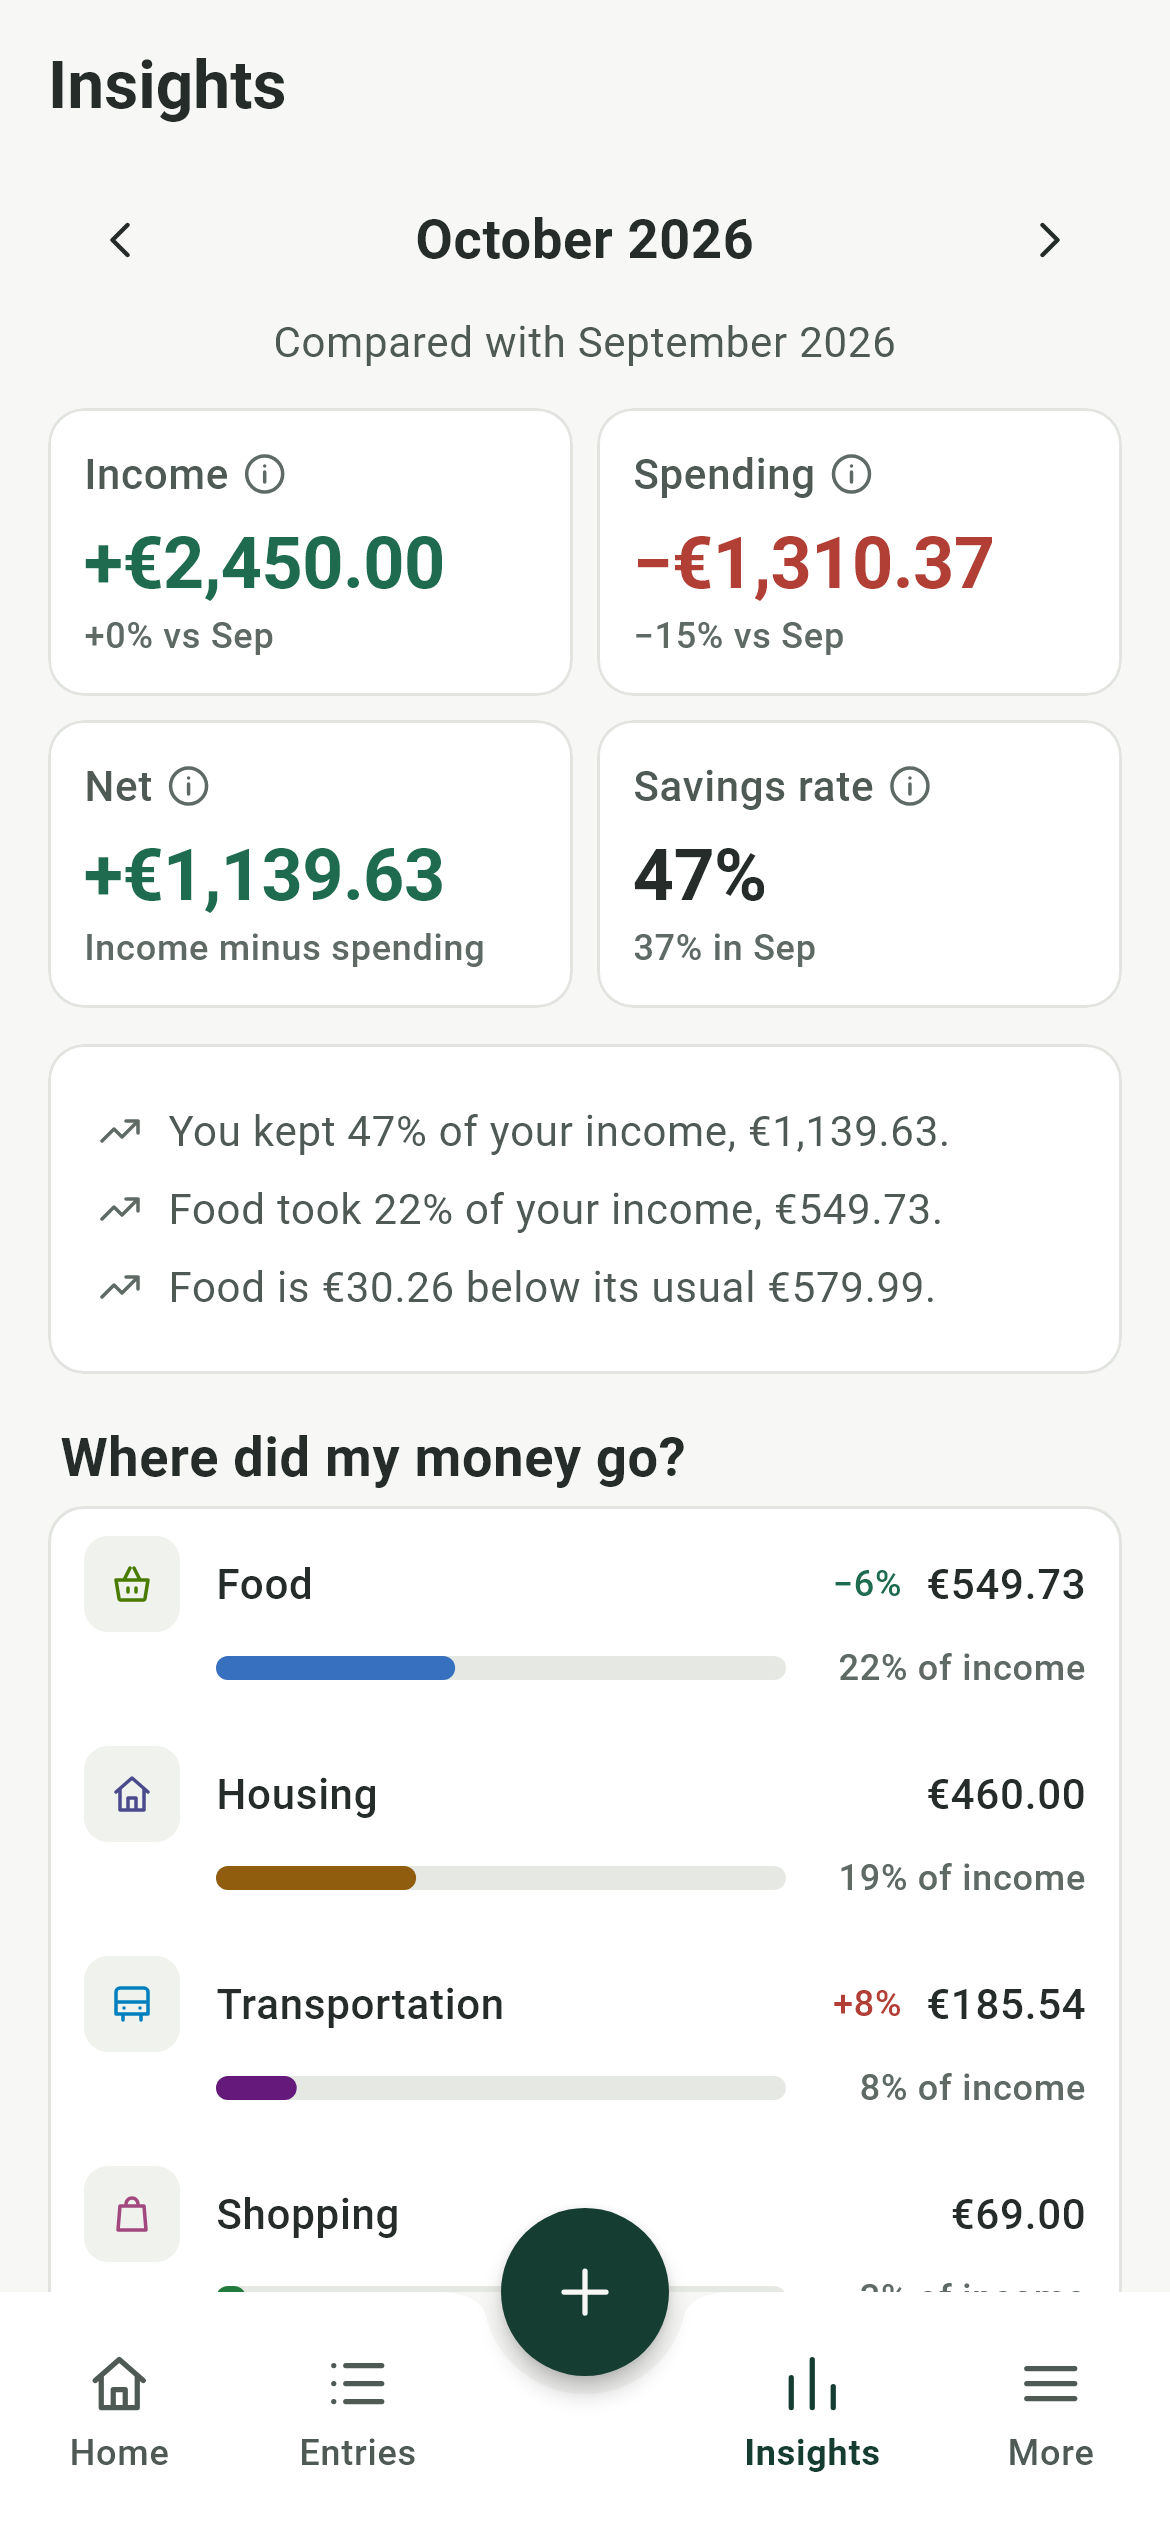 Insights
October 2026
Compared with September 2026
Income
+€2,450.00
+0% vs Sep
Spending
−€1,310.37
−15% vs Sep
Net
+€1,139.63
Income minus spending
Savings rate
47%
37% in Sep
You kept 47% of your income, €1,139.63.
Food took 22% of your income, €549.73.
Food is €30.26 below its usual €579.99.
Where did my money go?
Food −6% €549.73
22% of income
Housing €460.00
19% of income
Transportation +8% €185.54
8% of income
Shopping €69.00
of income
Home Entries Insights More